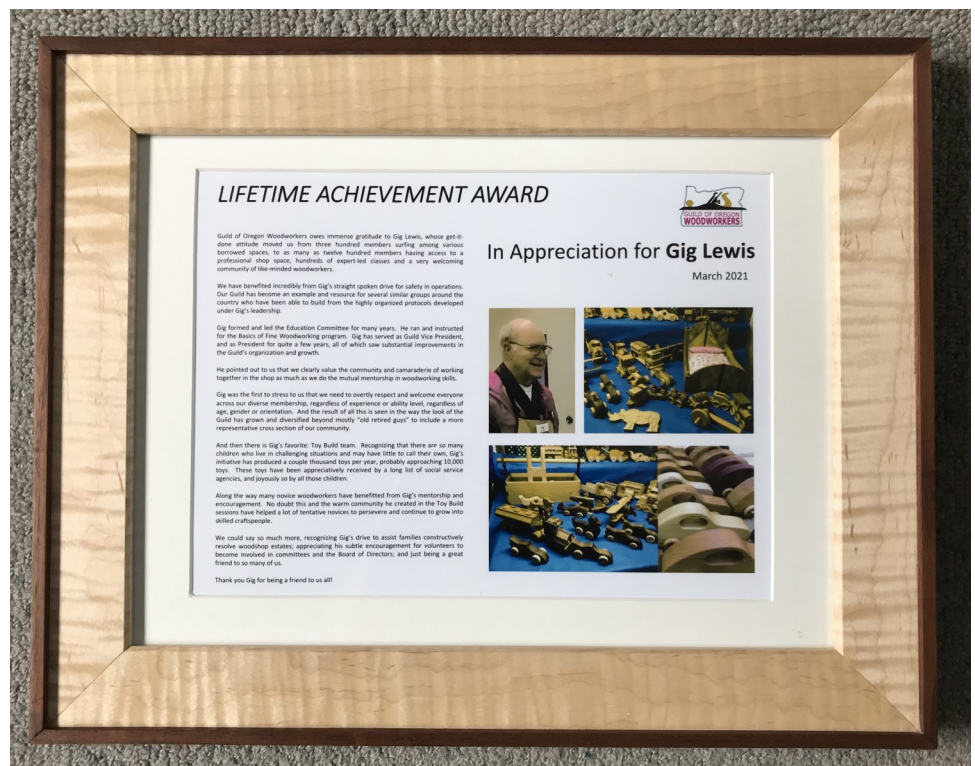 LIFETIME ACHIEVEMENT AWARD
GUILD OF OREGON
WOODWORKERS
In Appreciation for Gig Lewis
March 2021
Guild of Oregon Woodworkers owes immense gratitude to Gig Lewis, whose get-it-
done attitude moved us from three hundred members surfing among various
borrowed spaces, to as many as twelve hundred members having access to a
professional shop space, hundreds of expert-led classes and a very welcoming
community of like-minded woodworkers.
We have benefited incredibly from Gig's straight spoken drive for safety in operations.
Our Guild has become an example and resource for several similar groups around the
country who have been able to build from the highly organized protocols developed
under Gig's leadership.
Gig formed and led the Education Committee for many years. He ran and instructed
for the Basics of Fine Woodworking program. Gig has served as Guild Vice President,
and as President for quite a few years, all of which saw substantial improvements in
the Guild's organization and growth.
He pointed out to us that we clearly value the community and camaraderie of working
together in the shop as much as we do the mutual mentorship in woodworking skills.
Gig was the first to stress to us that we need to overtly respect and welcome everyone
across our diverse membership, regardless of experience or ability level, regardless of
age, gender or orientation. And the result of all this is seen in the way the look of the
Guild has grown and diversified beyond mostly "old retired guys" to include a more
representative cross section of our community.
And then there is Gig's favorite: Toy Build team. Recognizing that there are so many
children who live in challenging situations and may have little to call their own, Gig's
initiative has produced a couple thousand toys per year, probably approaching 10,000
toys. These toys have been appreciatively received by a long list of social service
agencies, and joyously so by all those children.
Along the way many novice woodworkers have benefitted from Gig's mentorship and
encouragement. No doubt this and the warm community he created in the Toy Build
sessions have helped a lot of tentative novices to persevere and continue to grow into
skilled craftspeople.
We could say so much more, recognizing Gig's drive to assist families constructively
resolve woodshop estates; appreciating his subtle encouragement for volunteers to
become involved in committees and the Board of Directors; and just being a great
friend to so many of us.
Thank you Gig for being a friend to us all!